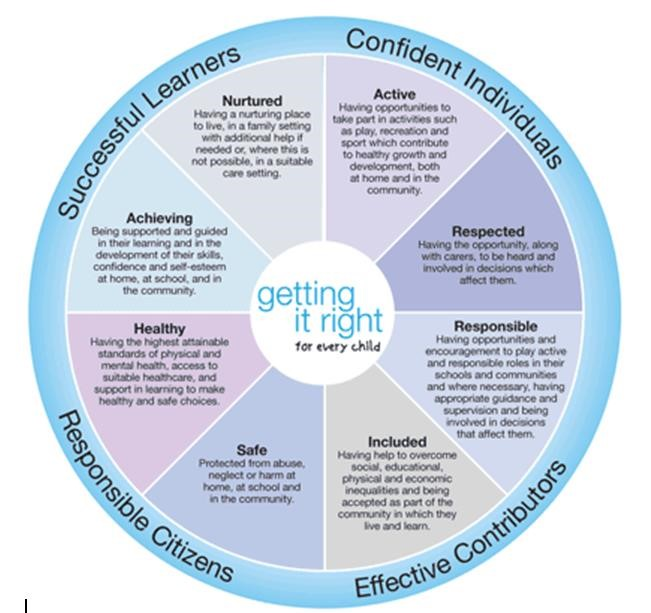 Successful Learners
Confident Individuals
Nurtured
Having a nurturing place
to live, in a family setting
with additional help if
needed or, where this is
not possible, in a suitable
care setting.
Active
Having opportunities to
take part in activities such
as play, recreation and
sport which contribute
to healthy growth and
development, both
at home and in the
community.
Achieving
Being supported and guided
in their learning and in the
development of their skills,
confidence and self-esteem
at home, at school, and in
the community.
Respected
Having the opportunity, along
with carers, to be heard and
involved in decisions which
affect them.
getting
it right
for every child
Healthy
Having the highest attainable
standards of physical and
mental health, access to
suitable healthcare, and
support in learning to make
healthy and safe choices.
Responsible
Having opportunities and
encouragement to play active
and responsible roles in their
schools and communities
and where necessary, having
appropriate guidance and
supervision and being
involved in decisions
that affect them.
Safe
Protected from abuse,
neglect or harm at
home, at school and
in the community.
Included
Having help to overcome
social, educational,
physical and economic
inequalities and being
accepted as part of the
community in which they
live and learn.
Responsible Citizens
Effective Contributors